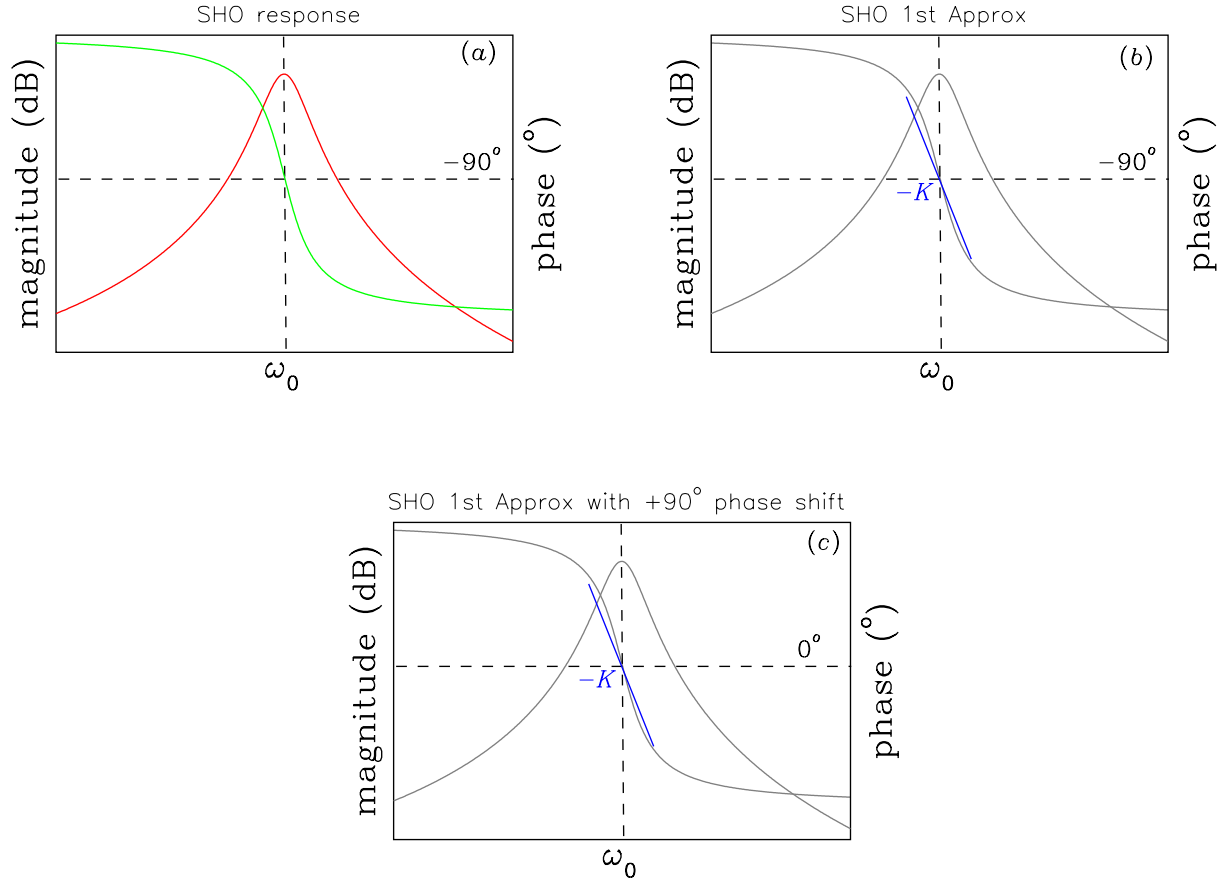 SHO response
(a)
magnitude (dB)
phase (°)
−90°
ω₀
SHO 1st Approx
(b)
magnitude (dB)
phase (°)
−90°
−K
ω₀
SHO 1st Approx with +90° phase shift
(c)
magnitude (dB)
phase (°)
0°
−K
ω₀